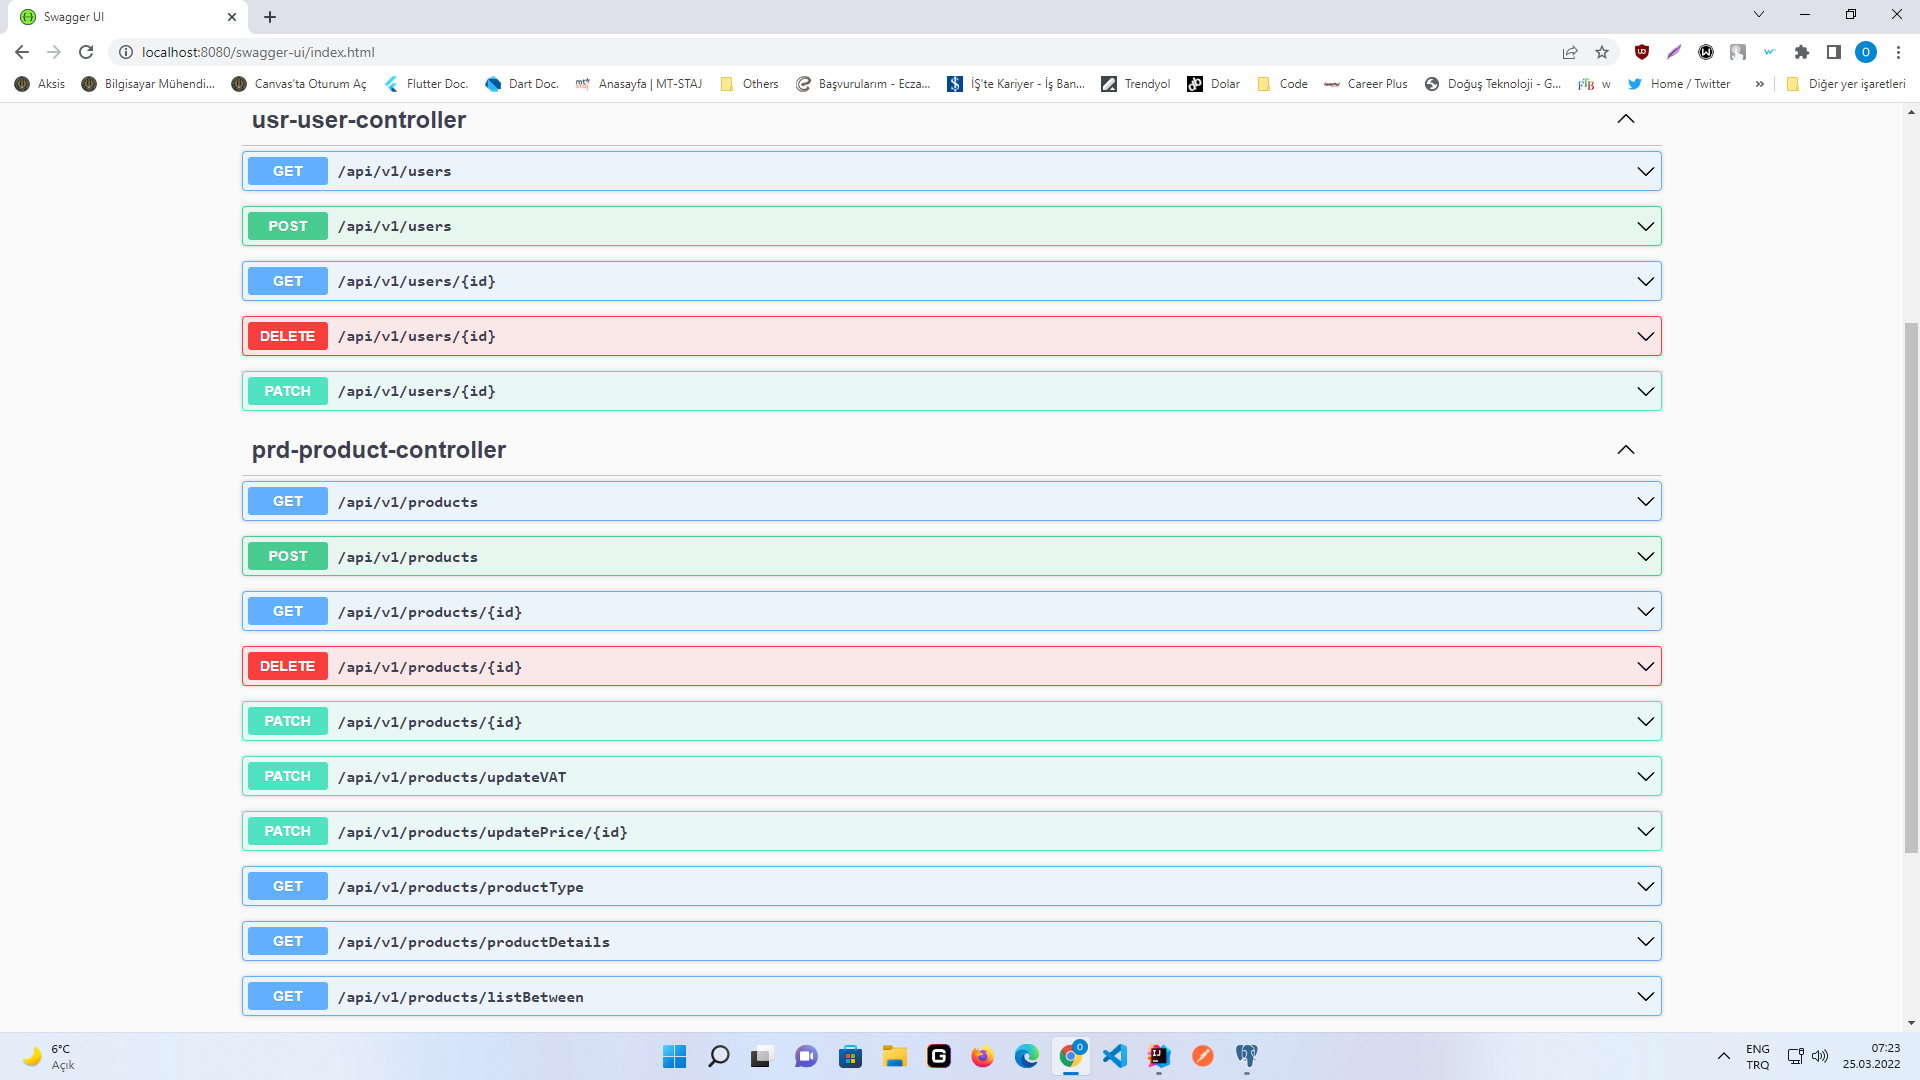 Swagger UI
localhost:8080/swagger-ui/index.html
Aksis
Bilgisayar Mühendi...
Canvas'ta Oturum Aç
Flutter Doc.
Dart Doc.
Anasayfa | MT-STAJ
Others
Başvurularım - Ecza...
İŞ'te Kariyer - İş Ban...
Trendyol
Dolar
Code
Career Plus
Doğuş Teknoloji - G...
w
Home / Twitter
»
Diğer yer işaretleri
usr-user-controller
GET /api/v1/users
POST /api/v1/users
GET /api/v1/users/{id}
DELETE /api/v1/users/{id}
PATCH /api/v1/users/{id}
prd-product-controller
GET /api/v1/products
POST /api/v1/products
GET /api/v1/products/{id}
DELETE /api/v1/products/{id}
PATCH /api/v1/products/{id}
PATCH /api/v1/products/updateVAT
PATCH /api/v1/products/updatePrice/{id}
GET /api/v1/products/productType
GET /api/v1/products/productDetails
GET /api/v1/products/listBetween
6°C
Açık
ENG
TRQ
07:23
25.03.2022